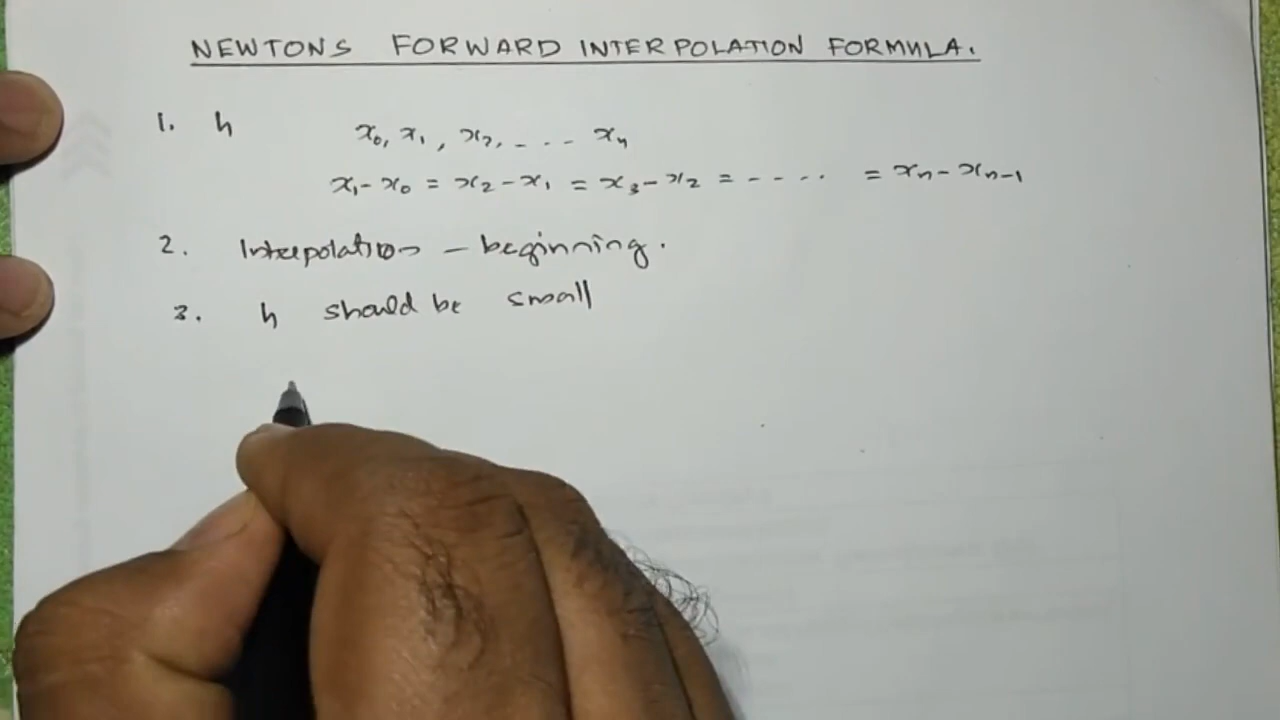 NEWTONS FORWARD INTERPOLATION FORMULA.
1. h x₀, x₁, x₂, - . . - xₙ
x₁ - x₀ = x₂ - x₁ = x₃ - x₂ = - - - . . = xₙ - xₙ₋₁
2. Interpolation – beginning.
3. h should be small